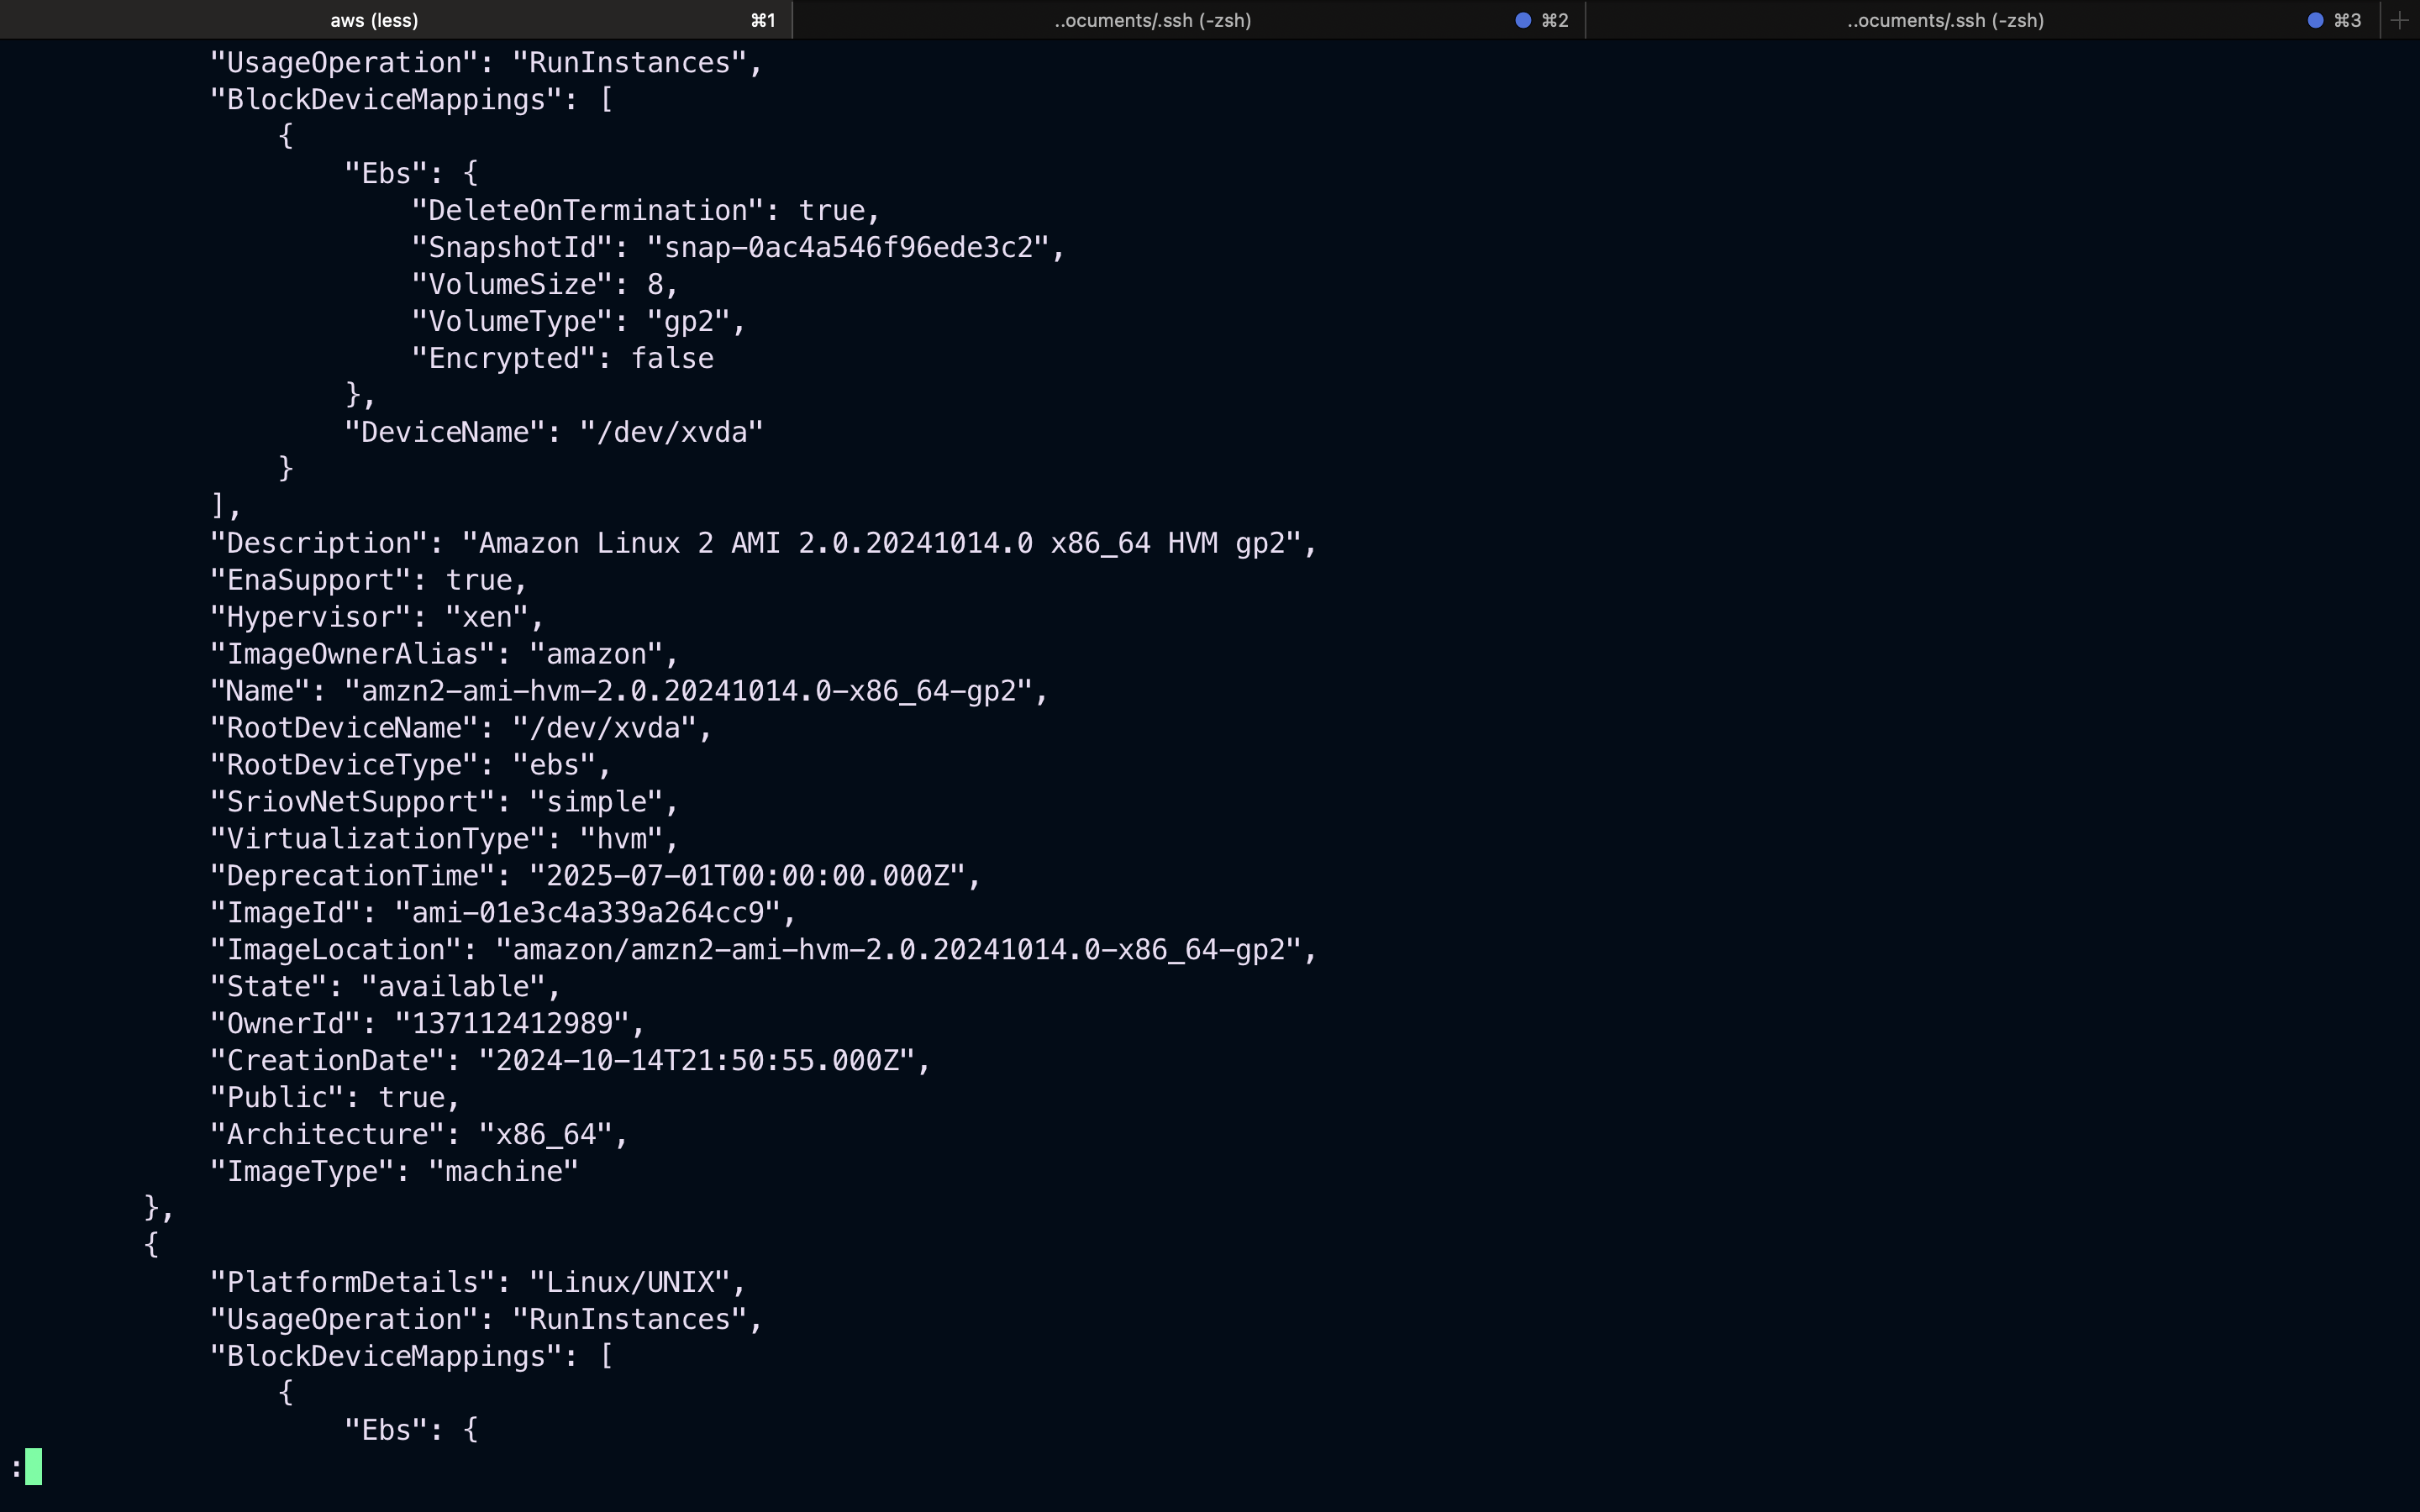 aws (less) ⌘1 ..ocuments/.ssh (-zsh) ⌘2 ..ocuments/.ssh (-zsh) ⌘3
"UsageOperation": "RunInstances",
"BlockDeviceMappings": [
{
"Ebs": {
"DeleteOnTermination": true,
"SnapshotId": "snap-0ac4a546f96ede3c2",
"VolumeSize": 8,
"VolumeType": "gp2",
"Encrypted": false
},
"DeviceName": "/dev/xvda"
}
],
"Description": "Amazon Linux 2 AMI 2.0.20241014.0 x86_64 HVM gp2",
"EnaSupport": true,
"Hypervisor": "xen",
"ImageOwnerAlias": "amazon",
"Name": "amzn2-ami-hvm-2.0.20241014.0-x86_64-gp2",
"RootDeviceName": "/dev/xvda",
"RootDeviceType": "ebs",
"SriovNetSupport": "simple",
"VirtualizationType": "hvm",
"DeprecationTime": "2025-07-01T00:00:00.000Z",
"ImageId": "ami-01e3c4a339a264cc9",
"ImageLocation": "amazon/amzn2-ami-hvm-2.0.20241014.0-x86_64-gp2",
"State": "available",
"OwnerId": "137112412989",
"CreationDate": "2024-10-14T21:50:55.000Z",
"Public": true,
"Architecture": "x86_64",
"ImageType": "machine"
},
{
"PlatformDetails": "Linux/UNIX",
"UsageOperation": "RunInstances",
"BlockDeviceMappings": [
{
"Ebs": {
: